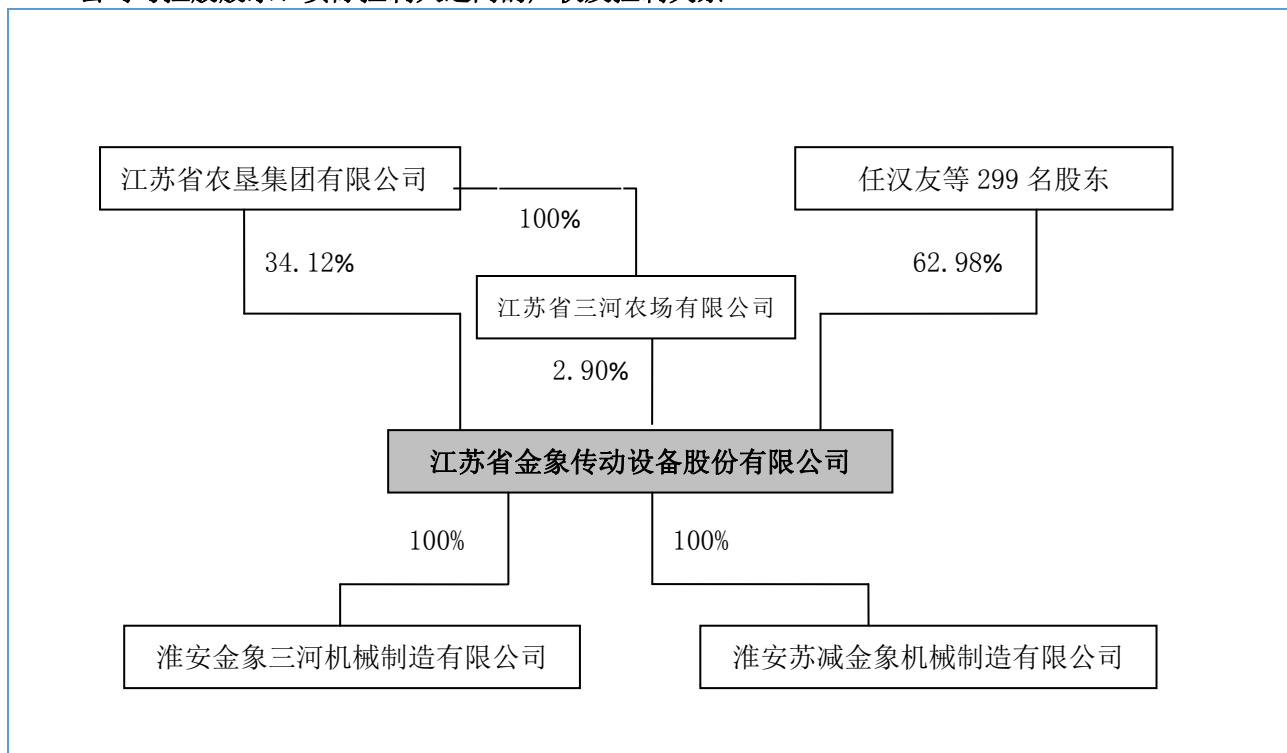 江苏省农垦集团有限公司
任汉友等 299 名股东
100%
34.12%
62.98%
江苏省三河农场有限公司
2.90%
江苏省金象传动设备股份有限公司
100%
100%
淮安金象三河机械制造有限公司
淮安苏减金象机械制造有限公司